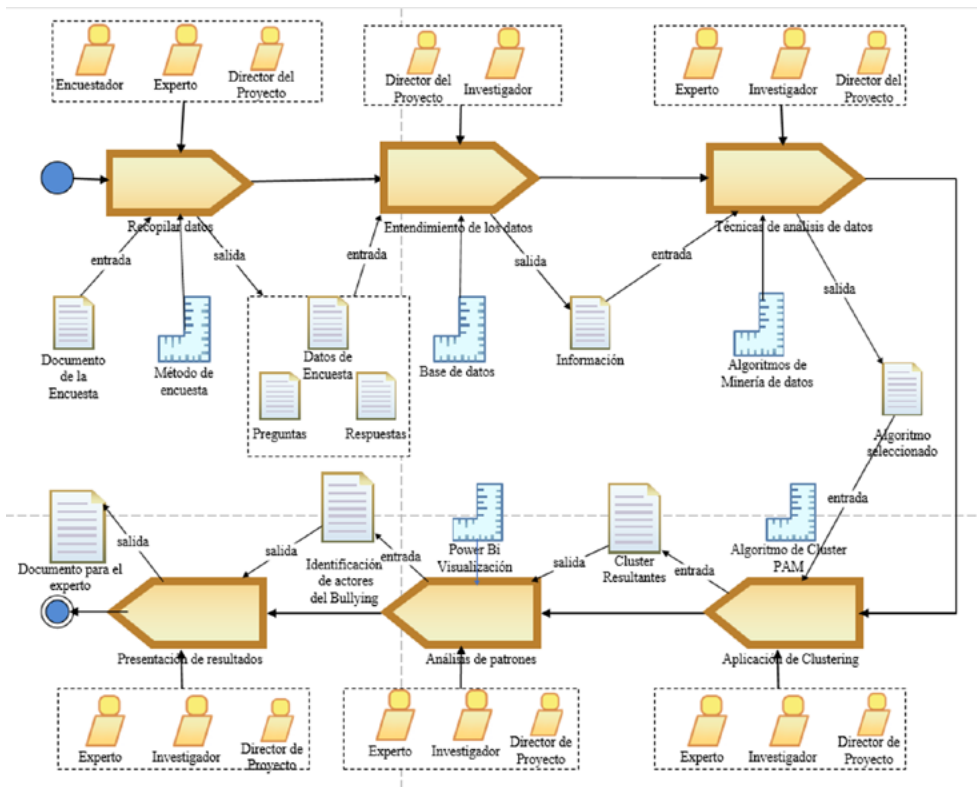 Encuestador
Experto
Director del
Proyecto
Director del
Proyecto
Investigador
Experto
Investigador
Director del
Proyecto
Recopilar datos
Entendimiento de los datos
Técnicas de análisis de datos
entrada
salida
entrada
salida
entrada
salida
Documento
de la
Encuesta
Método de
encuesta
Datos de
Encuesta
Preguntas
Respuestas
Base de datos
Información
Algoritmos de
Minería de datos
Algoritmo
seleccionado
entrada
Documento para el
experto
salida
salida
Identificación
de actores
del Bullying
entrada
Power Bi
Visualización
salida
Cluster
Resultantes
entrada
Algoritmo de Cluster
PAM
Presentación de resultados
Análisis de patrones
Aplicación de Clustering
Experto
Investigador
Director de
Proyecto
Experto
Investigador
Director de
Proyecto
Experto
Investigador
Director de
Proyecto